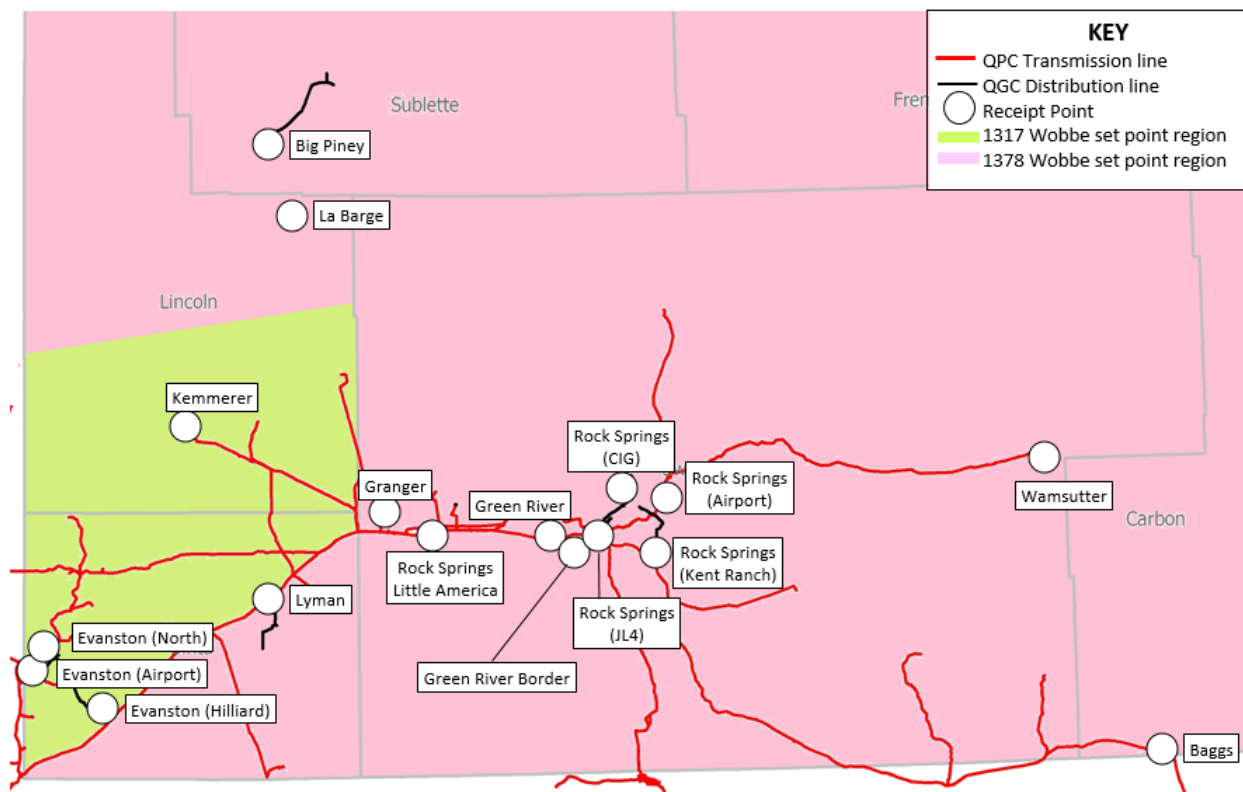 KEY
QPC Transmission line
QGC Distribution line
Receipt Point
1317 Wobbe set point region
1378 Wobbe set point region
Sublette
Big Piney
La Barge
Lincoln
Kemmerer
Rock Springs
(CIG)
Granger
Green River
Rock Springs
(Airport)
Wamsutter
Carbon
Rock Springs
Little America
Rock Springs
(Kent Ranch)
Lyman
Rock Springs
(JL4)
Evanston (North)
Evanston (Airport)
Green River Border
Evanston (Hilliard)
Baggs